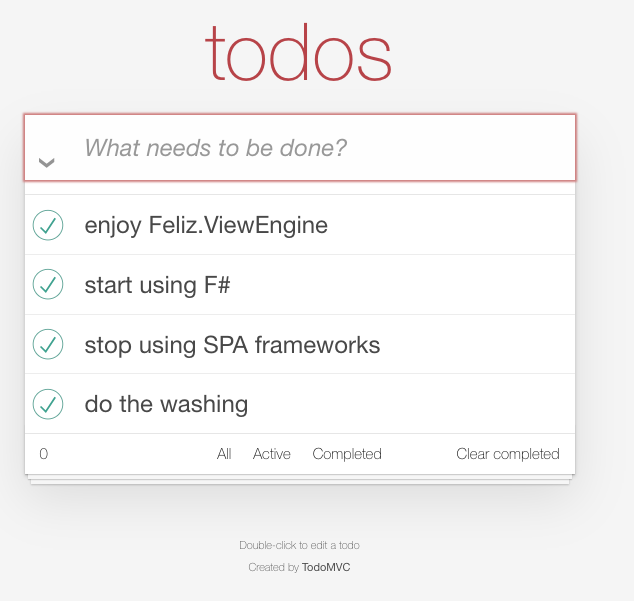 todos
What needs to be done?
enjoy Feliz.ViewEngine
start using F#
stop using SPA frameworks
do the washing
0 All Active Completed Clear completed
Double-click to edit a todo
Created by TodoMVC